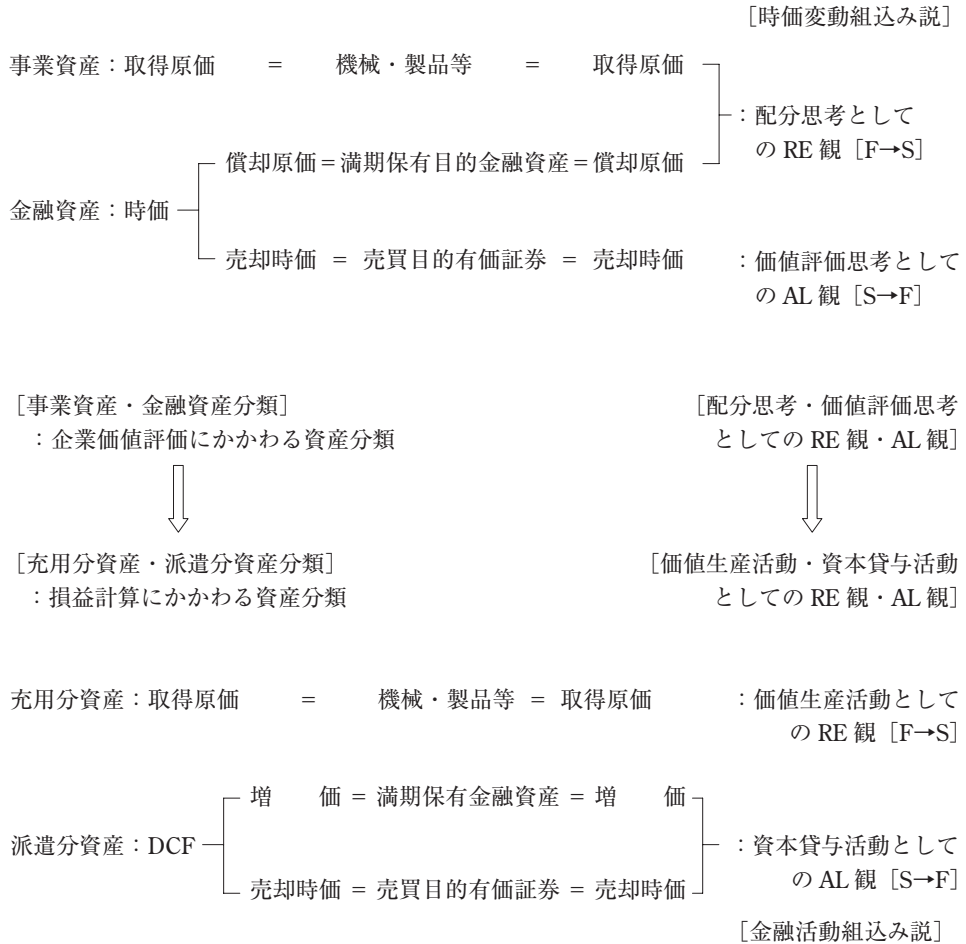 ［時価変動組込み説］
事業資産：取得原価　＝　機械・製品等　＝　取得原価
：配分思考として
の RE 観［F→S］
償却原価＝満期保有目的金融資産＝償却原価
金融資産：時価
売却時価 ＝ 売買目的有価証券 ＝ 売却時価　：価値評価思考として
の AL 観［S→F］
［事業資産・金融資産分類］　［配分思考・価値評価思考
：企業価値評価にかかわる資産分類　としての RE 観・AL 観］
［充用分資産・派遣分資産分類］　［価値生産活動・資本貸与活動
：損益計算にかかわる資産分類　としての RE 観・AL 観］
充用分資産：取得原価　＝　機械・製品等 ＝ 取得原価　：価値生産活動として
の RE 観［F→S］
増　価 ＝ 満期保有金融資産 ＝ 増　価
派遣分資産：DCF　：資本貸与活動として
の AL 観［S→F］
売却時価 ＝ 売買目的有価証券 ＝ 売却時価
［金融活動組込み説］